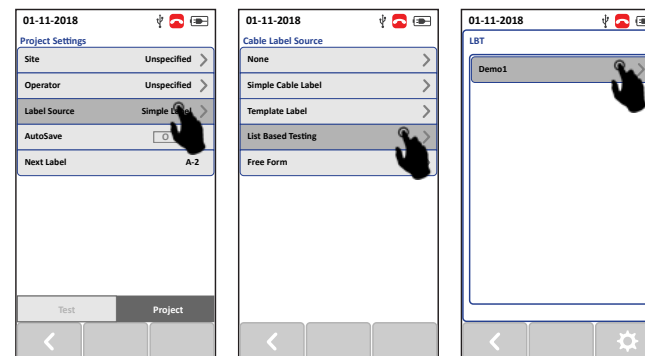 01-11-2018
Project Settings
Site Unspecified
Operator Unspecified
Label Source Simple Label
AutoSave O
Next Label A-2
Test Project
01-11-2018
Cable Label Source
None
Simple Cable Label
Template Label
List Based Testing
Free Form
01-11-2018
LBT
Demo1